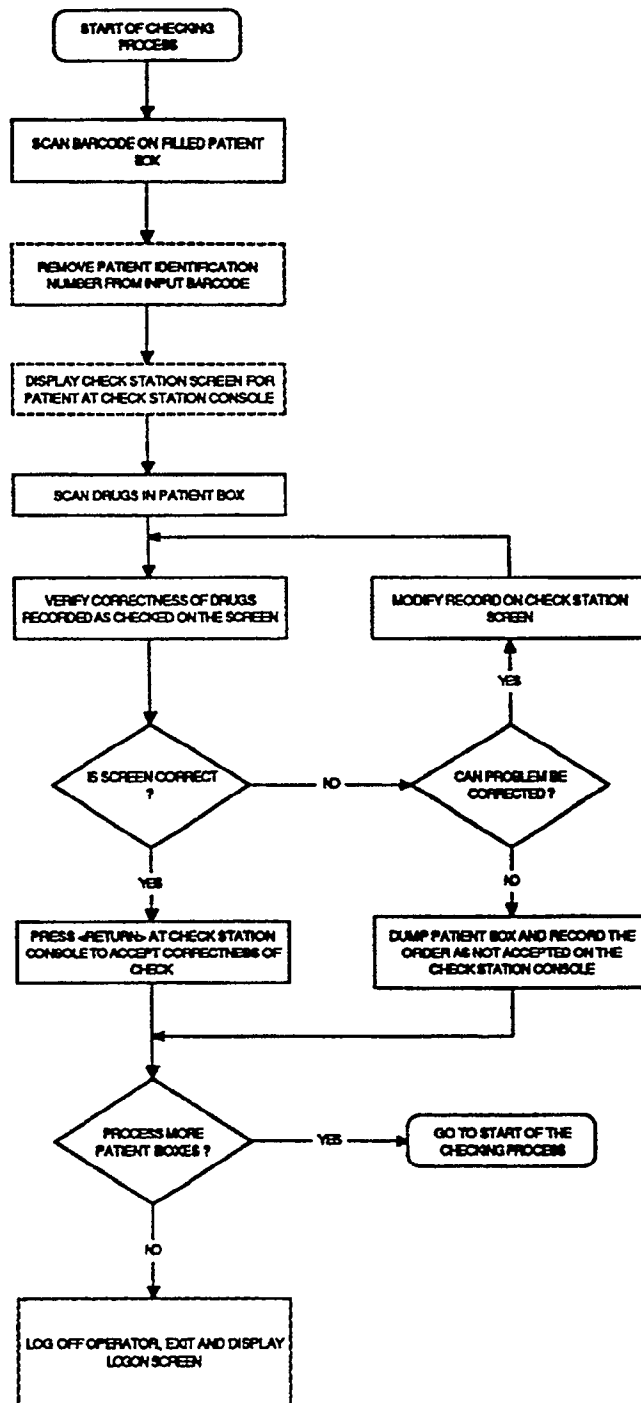 START OF CHECKING
PROCESS
SCAN BARCODE ON FILLED PATIENT
BOX
REMOVE PATIENT IDENTIFICATION
NUMBER FROM INPUT BARCODE
DISPLAY CHECK STATION SCREEN FOR
PATIENT AT CHECK STATION CONSOLE
SCAN DRUGS IN PATIENT BOX
VERIFY CORRECTNESS OF DRUGS
RECORDED AS CHECKED ON THE SCREEN
MODIFY RECORD ON CHECK STATION
SCREEN
YES
IS SCREEN CORRECT
?
NO
CAN PROBLEM BE
CORRECTED ?
YES
NO
PRESS <RETURN> AT CHECK STATION
CONSOLE TO ACCEPT CORRECTNESS OF
CHECK
DUMP PATIENT BOX AND RECORD THE
ORDER AS NOT ACCEPTED ON THE
CHECK STATION CONSOLE
PROCESS MORE
PATIENT BOXES ?
YES
GO TO START OF THE
CHECKING PROCESS
NO
LOG OFF OPERATOR, EXIT AND DISPLAY
LOGON SCREEN